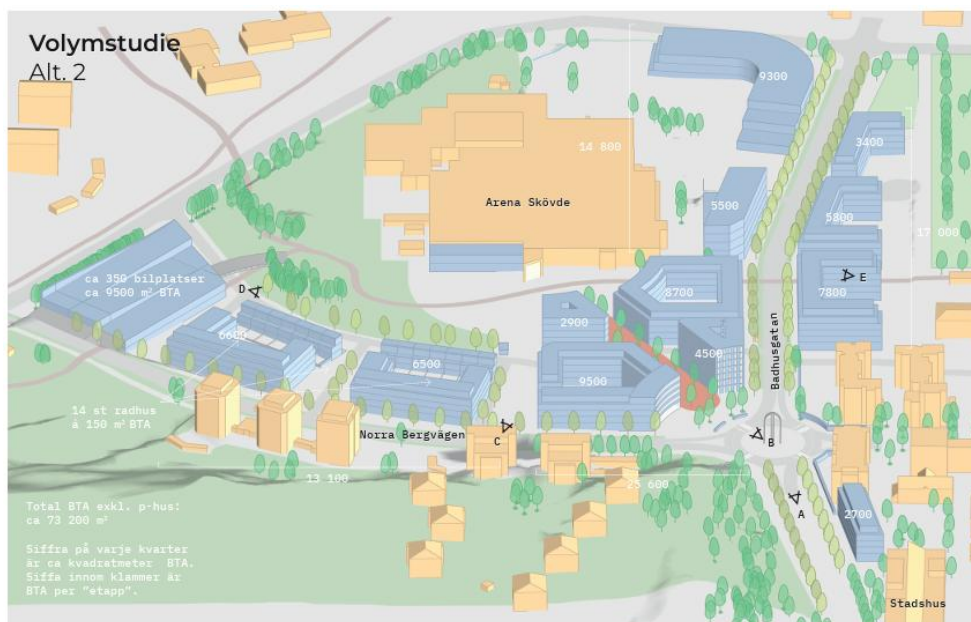 Volymstudie
Alt. 2
9300
14 800
3400
Arena Skövde
5500
5800
17 000
ca 350 bilplatser
ca 9500 m² BTA
D
E
8700
7800
2900
6600
4500
Badhusgatan
6500
9500
14 st radhus
à 150 m² BTA
Norra Bergvägen
C
B
13 100
25 600
A
2700
Total BTA exkl. p-hus:
ca 73 200 m²
Siffra på varje kvarter
är ca kvadratmeter BTA.
Siffa innom klammer är
BTA per "etapp".
Stadshus